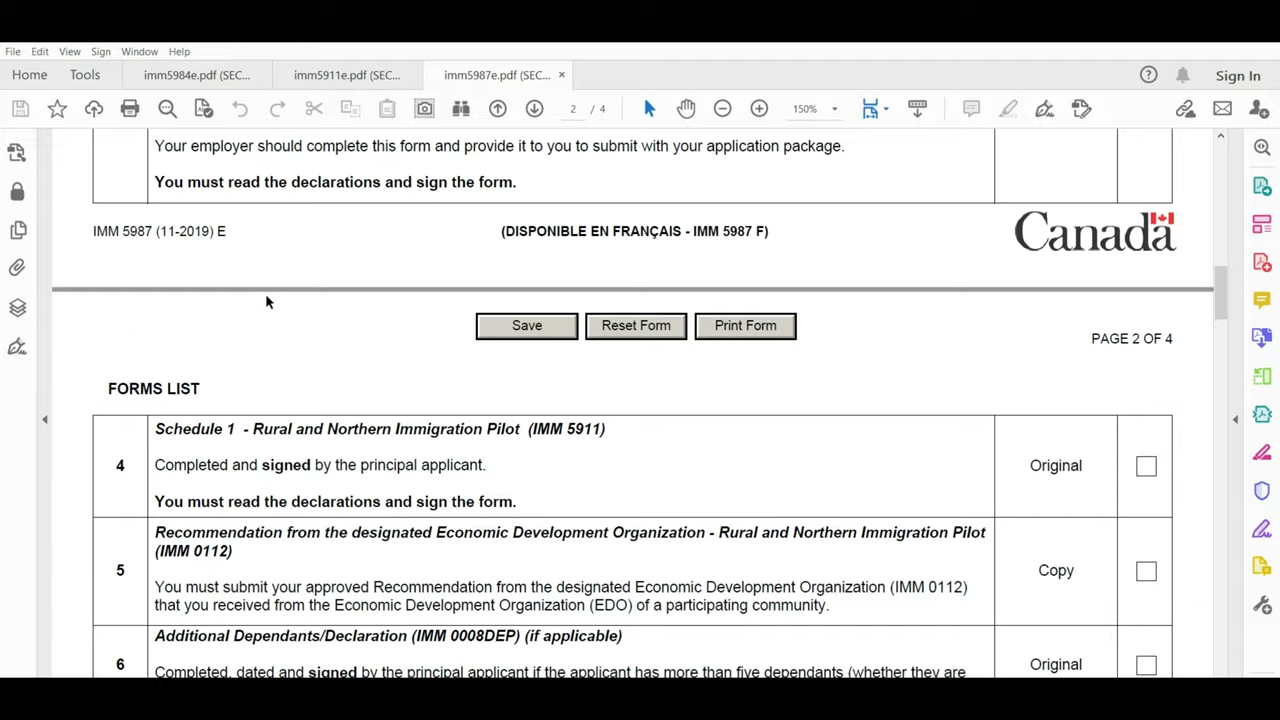 File Edit View Sign Window Help
Home Tools imm5984e.pdf (SEC... imm5911e.pdf (SEC... imm5987e.pdf (SEC... × Sign In
2 / 4 150%
Your employer should complete this form and provide it to you to submit with your application package.
You must read the declarations and sign the form.
IMM 5987 (11-2019) E (DISPONIBLE EN FRANÇAIS - IMM 5987 F) Canada
Save Reset Form Print Form
PAGE 2 OF 4
FORMS LIST
Schedule 1 - Rural and Northern Immigration Pilot (IMM 5911)
4 Completed and signed by the principal applicant. Original
You must read the declarations and sign the form.
Recommendation from the designated Economic Development Organization - Rural and Northern Immigration Pilot
(IMM 0112)
5 Copy
You must submit your approved Recommendation from the designated Economic Development Organization (IMM 0112)
that you received from the Economic Development Organization (EDO) of a participating community.
Additional Dependants/Declaration (IMM 0008DEP) (if applicable)
6 Original
Completed, dated and signed by the principal applicant if the applicant has more than five dependants (whether they are